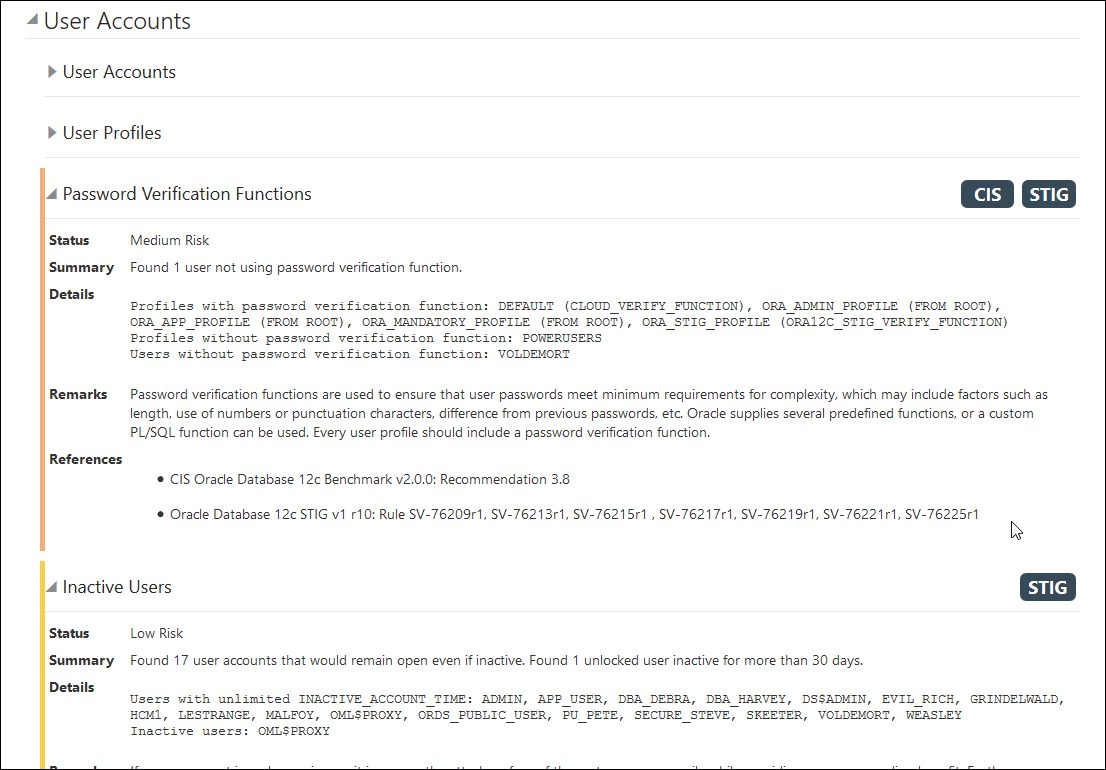 User Accounts
User Accounts
User Profiles
Password Verification Functions CIS STIG
Status Medium Risk
Summary Found 1 user not using password verification function.
Details
Profiles with password verification function: DEFAULT (CLOUD_VERIFY_FUNCTION), ORA_ADMIN_PROFILE (FROM ROOT),
ORA_APP_PROFILE (FROM ROOT), ORA_MANDATORY_PROFILE (FROM ROOT), ORA_STIG_PROFILE (ORA12C_STIG_VERIFY_FUNCTION)
Profiles without password verification function: POWERUSERS
Users without password verification function: VOLDEMORT
Remarks Password verification functions are used to ensure that user passwords meet minimum requirements for complexity, which may include factors such as
length, use of numbers or punctuation characters, difference from previous passwords, etc. Oracle supplies several predefined functions, or a custom
PL/SQL function can be used. Every user profile should include a password verification function.
References
• CIS Oracle Database 12c Benchmark v2.0.0: Recommendation 3.8
• Oracle Database 12c STIG v1 r10: Rule SV-76209r1, SV-76213r1, SV-76215r1 , SV-76217r1, SV-76219r1, SV-76221r1, SV-76225r1
Inactive Users STIG
Status Low Risk
Summary Found 17 user accounts that would remain open even if inactive. Found 1 unlocked user inactive for more than 30 days.
Details
Users with unlimited INACTIVE_ACCOUNT_TIME: ADMIN, APP_USER, DBA_DEBRA, DBA_HARVEY, DS$ADMIN, EVIL_RICH, GRINDELWALD,
HCM1, LESTRANGE, MALFOY, OML$PROXY, ORDS_PUBLIC_USER, PU_PETE, SECURE_STEVE, SKEETER, VOLDEMORT, WEASLEY
Inactive users: OML$PROXY